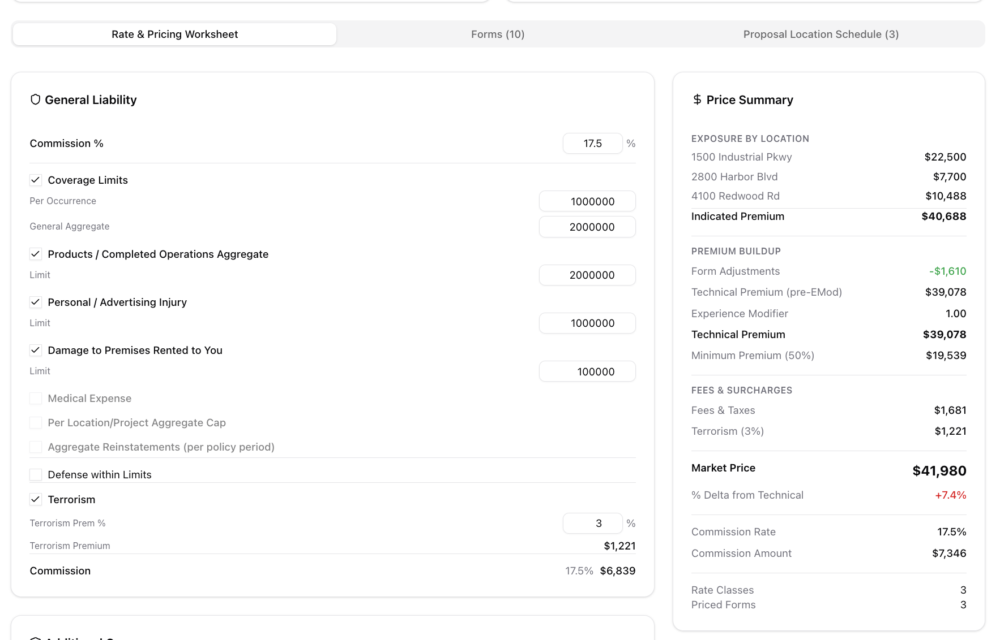 Rate & Pricing Worksheet
Forms (10)
Proposal Location Schedule (3)
General Liability
Commission % 17.5 %
Coverage Limits
Per Occurrence 1000000
General Aggregate 2000000
Products / Completed Operations Aggregate
Limit 2000000
Personal / Advertising Injury
Limit 1000000
Damage to Premises Rented to You
Limit 100000
Medical Expense
Per Location/Project Aggregate Cap
Aggregate Reinstatements (per policy period)
Defense within Limits
Terrorism
Terrorism Prem % 3 %
Terrorism Premium $1,221
Commission 17.5% $6,839
$ Price Summary
EXPOSURE BY LOCATION
1500 Industrial Pkwy $22,500
2800 Harbor Blvd $7,700
4100 Redwood Rd $10,488
Indicated Premium $40,688
PREMIUM BUILDUP
Form Adjustments -$1,610
Technical Premium (pre-EMod) $39,078
Experience Modifier 1.00
Technical Premium $39,078
Minimum Premium (50%) $19,539
FEES & SURCHARGES
Fees & Taxes $1,681
Terrorism (3%) $1,221
Market Price $41,980
% Delta from Technical +7.4%
Commission Rate 17.5%
Commission Amount $7,346
Rate Classes 3
Priced Forms 3